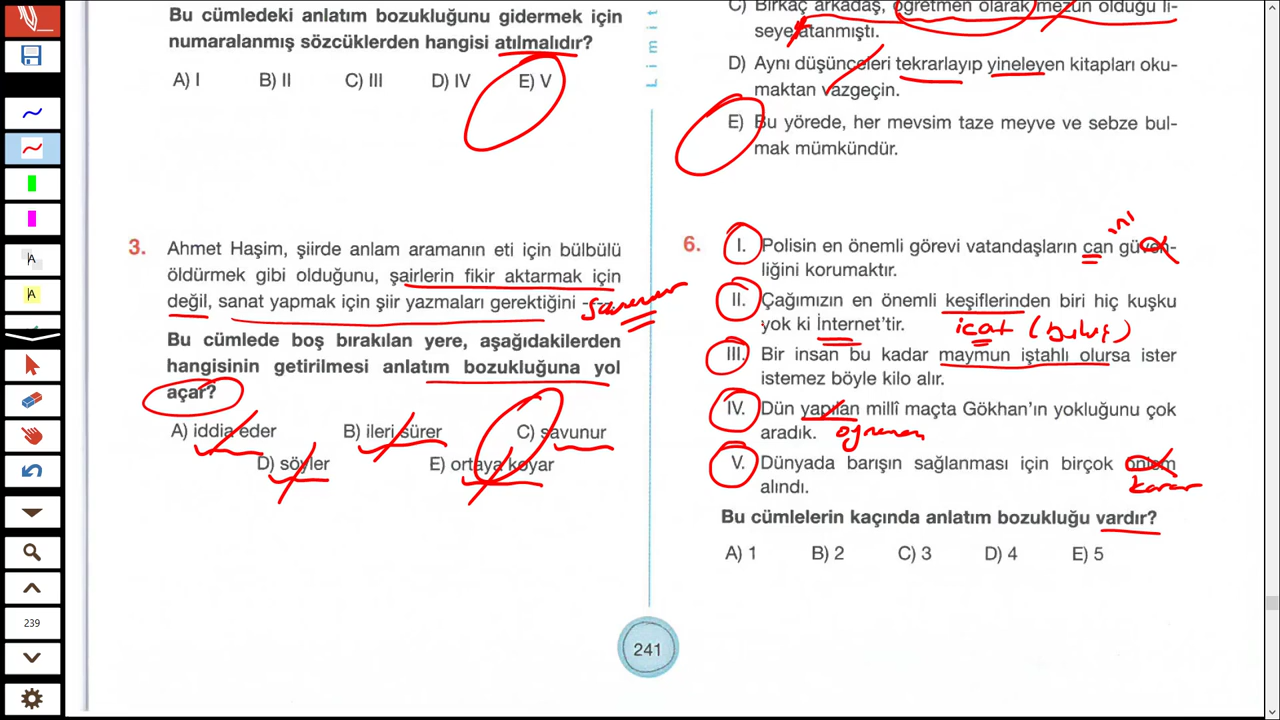 Bu cümledeki anlatım bozukluğunu gidermek için
numaralanmış sözcüklerden hangisi atılmalıdır?
A) I B) II C) III D) IV E) V
3. Ahmet Haşim, şiirde anlam aramanın eti için bülbülü
öldürmek gibi olduğunu, şairlerin fikir aktarmak için
değil, sanat yapmak için şiir yazmaları gerektiğini ----
savunur
Bu cümlede boş bırakılan yere, aşağıdakilerden
hangisinin getirilmesi anlatım bozukluğuna yol
açar?
A) iddia eder B) ileri sürer C) savunur
D) söyler E) ortaya koyar
Limit
C) Birkaç arkadaş, öğretmen olarak mezun olduğu li-
seye atanmıştı.
D) Aynı düşünceleri tekrarlayıp yineleyen kitapları oku-
maktan vazgeçin.
E) Bu yörede, her mevsim taze meyve ve sebze bul-
mak mümkündür.
6. I. Polisin en önemli görevi vatandaşların can güven-
ını
liğini korumaktır.
II. Çağımızın en önemli keşiflerinden biri hiç kuşku
yok ki İnternet'tir.
icat (buluş)
III. Bir insan bu kadar maymun iştahlı olursa ister
istemez böyle kilo alır.
IV. Dün yapılan millî maçta Gökhan'ın yokluğunu çok
aradık.
V. Dünyada barışın sağlanması için birçok önlem
karar
alındı.
Bu cümlelerin kaçında anlatım bozukluğu vardır?
A) 1 B) 2 C) 3 D) 4 E) 5
241
A
A
239